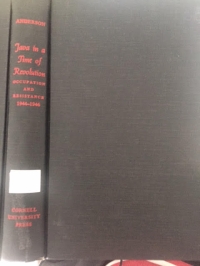 ANDERSON
Java in a
Time of
Revolution
OCCUPATION
AND
RESISTANCE
1944-1946
CORNELL
UNIVERSITY
PRESS